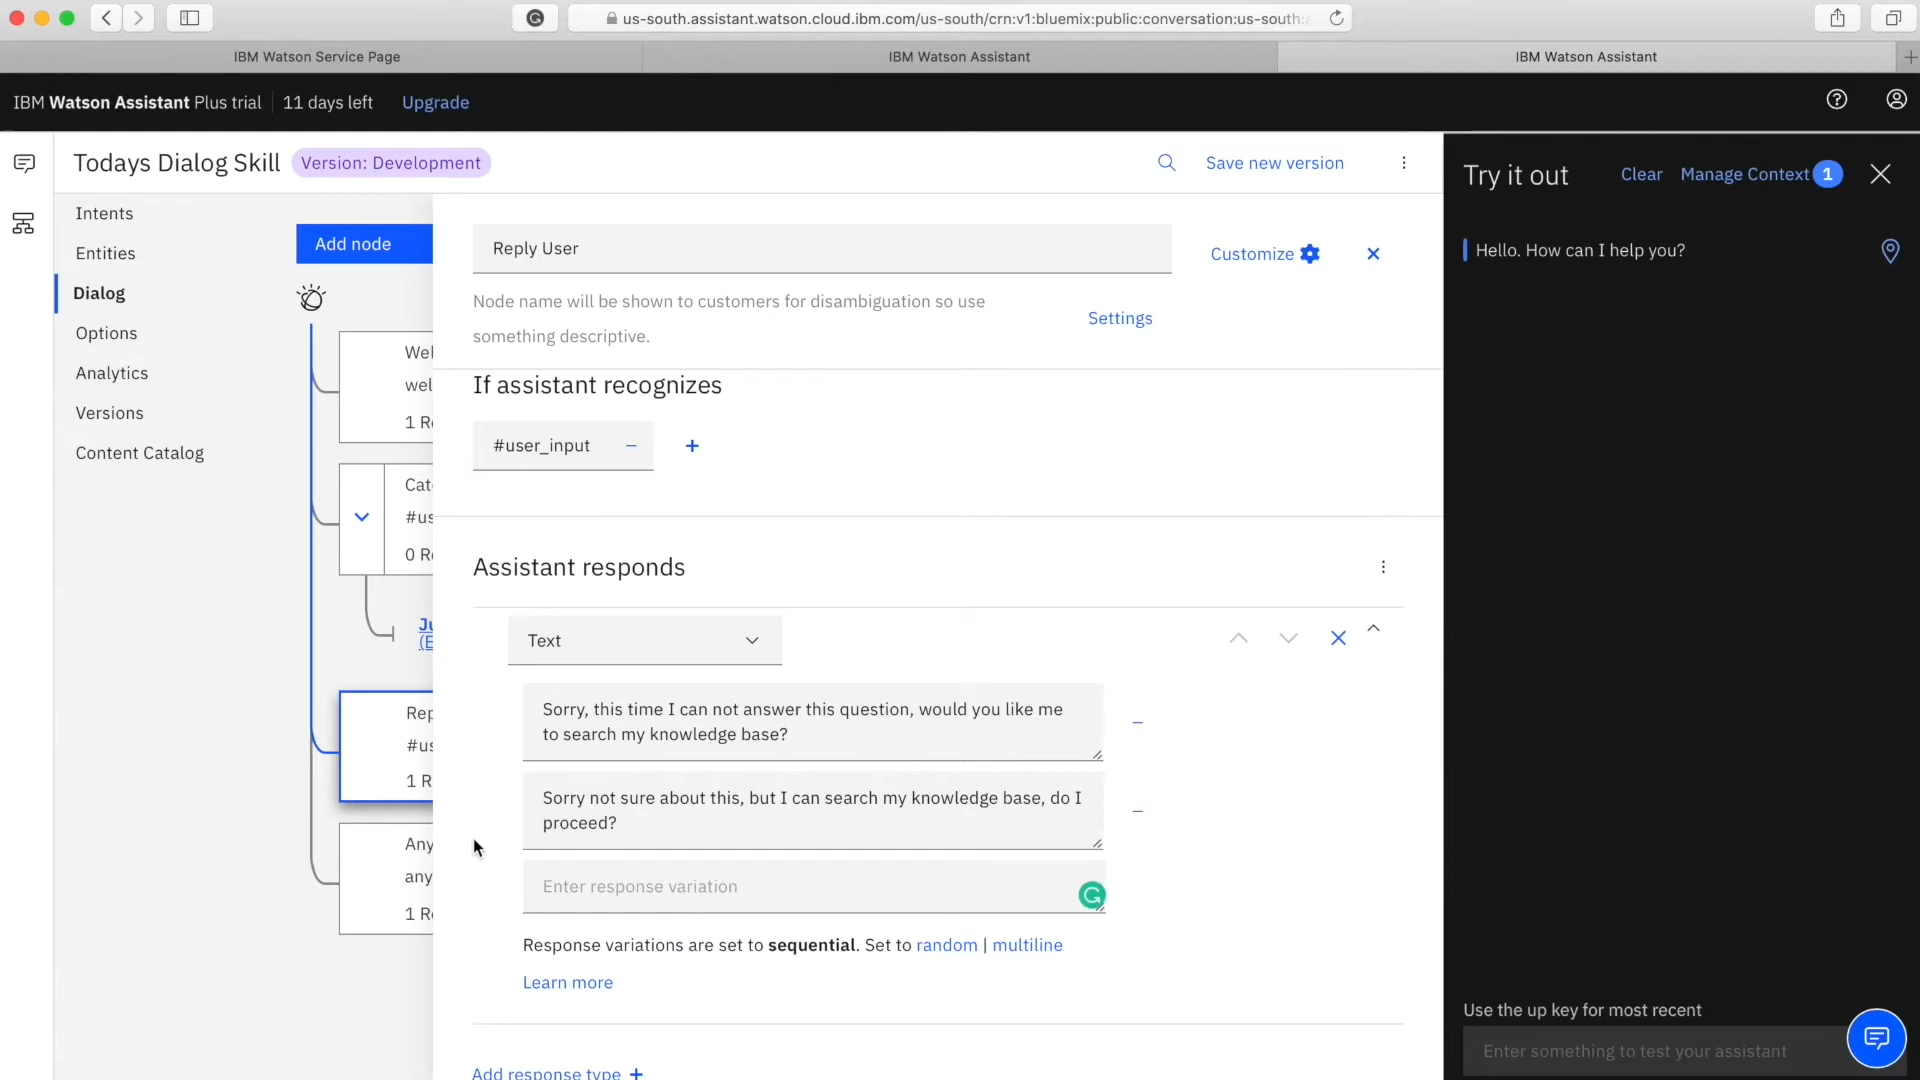 us-south.assistant.watson.cloud.ibm.com/us-south/crn:v1:bluemix:public:conversation:us-south:
IBM Watson Service Page
IBM Watson Assistant
IBM Watson Assistant
IBM Watson Assistant Plus trial
11 days left
Upgrade
Todays Dialog Skill
Version: Development
Save new version
Intents
Entities
Dialog
Options
Analytics
Versions
Content Catalog
Add node
Wel
wel
1 R
Cat
#us
0 R
Ju
(E
Rep
#us
1 R
Any
any
1 R
Reply User
Customize
Node name will be shown to customers for disambiguation so use
something descriptive.
Settings
If assistant recognizes
#user_input
Assistant responds
Text
Sorry, this time I can not answer this question, would you like me
to search my knowledge base?
Sorry not sure about this, but I can search my knowledge base, do I
proceed?
Enter response variation
Response variations are set to sequential. Set to random | multiline
Learn more
Add response type +
Try it out
Clear
Manage Context 1
Hello. How can I help you?
Use the up key for most recent
Enter something to test your assistant